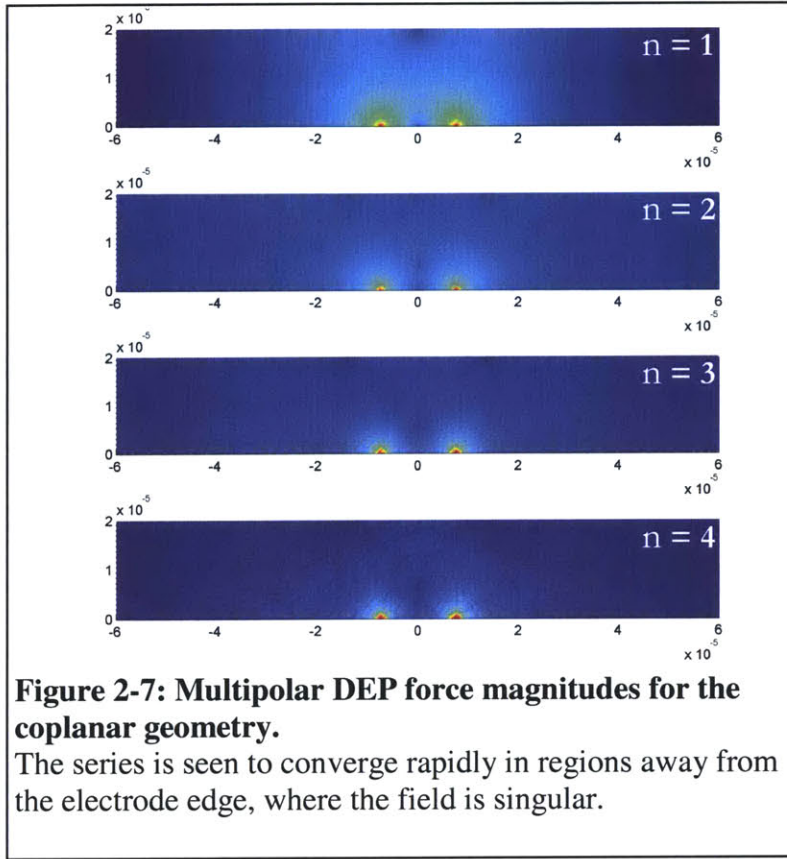 x 10
2
1
0
n = 1
-6 -4 -2 0 2 4 6
x 10⁻⁵
x 10⁻⁵
2
1
0
n = 2
-6 -4 -2 0 2 4 6
x 10⁻⁵
x 10⁻⁵
2
1
0
n = 3
-6 -4 -2 0 2 4 6
x 10⁻⁵
x 10⁻⁵
2
1
0
n = 4
-6 -4 -2 0 2 4 6
x 10⁻⁵
Figure 2-7: Multipolar DEP force magnitudes for the
coplanar geometry.
The series is seen to converge rapidly in regions away from
the electrode edge, where the field is singular.